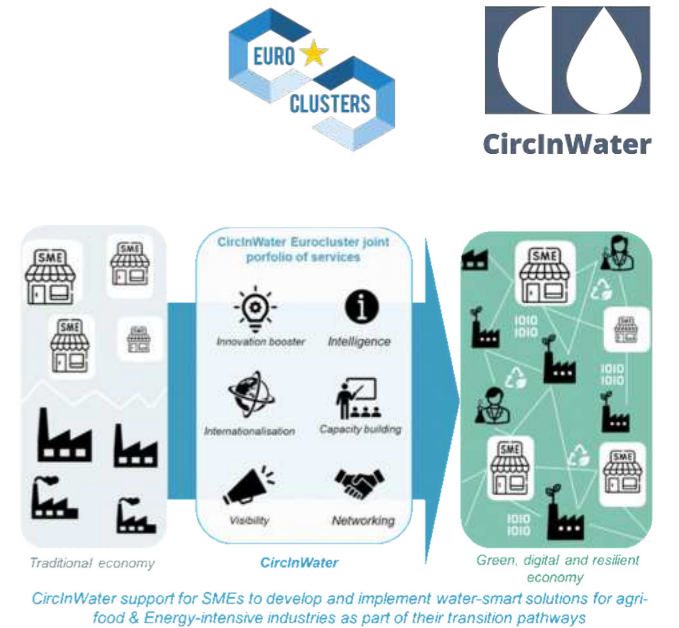 EURO
CLUSTERS
CircInWater
CircInWater Eurocluster joint
porfolio of services
SME
SME
SME
SME
Innovation booster
Intelligence
Internationalisation
Capacity building
Visibility
Networking
SME
SME
1010
1010
1010
1010
SME
SME
1010
1010
Traditional economy
CircInWater
Green, digital and resilient
economy
CircInWater support for SMEs to develop and implement water-smart solutions for agri-
food & Energy-intensive industries as part of their transition pathways